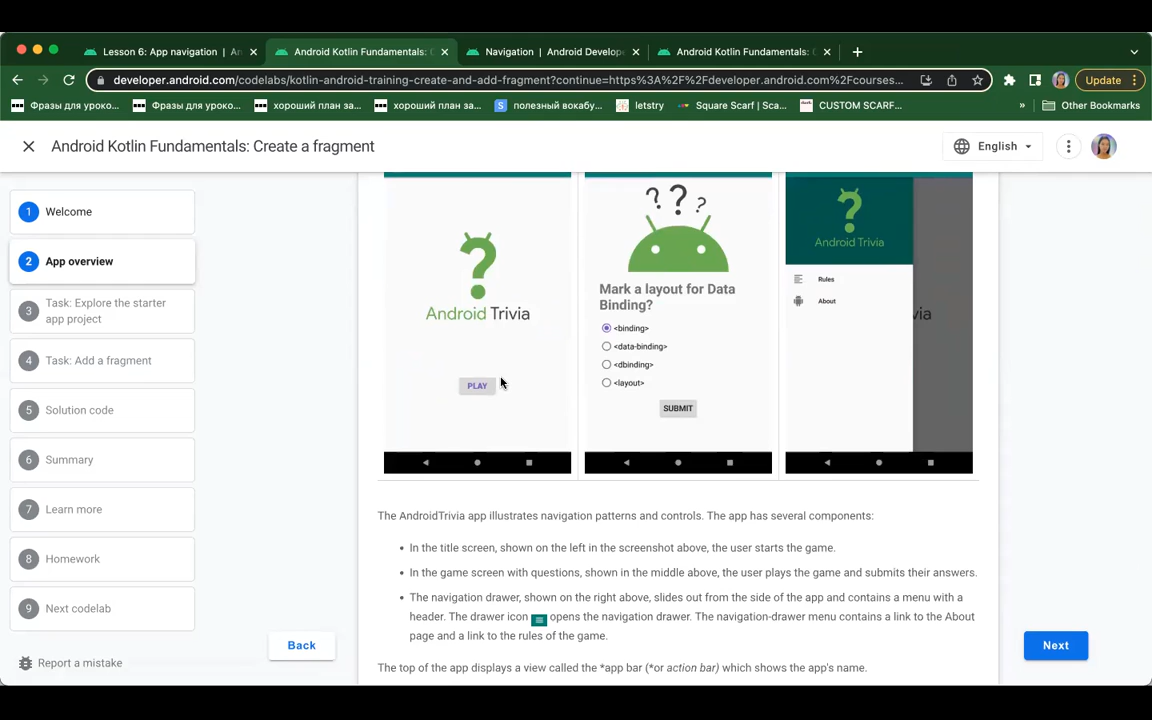 Lesson 6: App navigation | An
Android Kotlin Fundamentals: C
Navigation | Android Develope
Android Kotlin Fundamentals: C
developer.android.com/codelabs/kotlin-android-training-create-and-add-fragment?continue=https%3A%2F%2Fdeveloper.android.com%2Fcourses...
Update
Фразы для уроко...
Фразы для уроко...
хороший план за...
хороший план за...
полезный вокабу...
letstry
Square Scarf | Sca...
CUSTOM SCARF...
»
Other Bookmarks
Android Kotlin Fundamentals: Create a fragment
English
1 Welcome
2 App overview
3 Task: Explore the starter
app project
4 Task: Add a fragment
5 Solution code
6 Summary
7 Learn more
8 Homework
9 Next codelab
Report a mistake
?
Android Trivia
PLAY
? ? ?
Mark a layout for Data
Binding?
<binding>
<data-binding>
<dbinding>
<layout>
SUBMIT
?
Android Trivia
Rules
About
via
The AndroidTrivia app illustrates navigation patterns and controls. The app has several components:
• In the title screen, shown on the left in the screenshot above, the user starts the game.
• In the game screen with questions, shown in the middle above, the user plays the game and submits their answers.
• The navigation drawer, shown on the right above, slides out from the side of the app and contains a menu with a
header. The drawer icon opens the navigation drawer. The navigation-drawer menu contains a link to the About
page and a link to the rules of the game.
The top of the app displays a view called the *app bar (*or action bar) which shows the app's name.
Back
Next